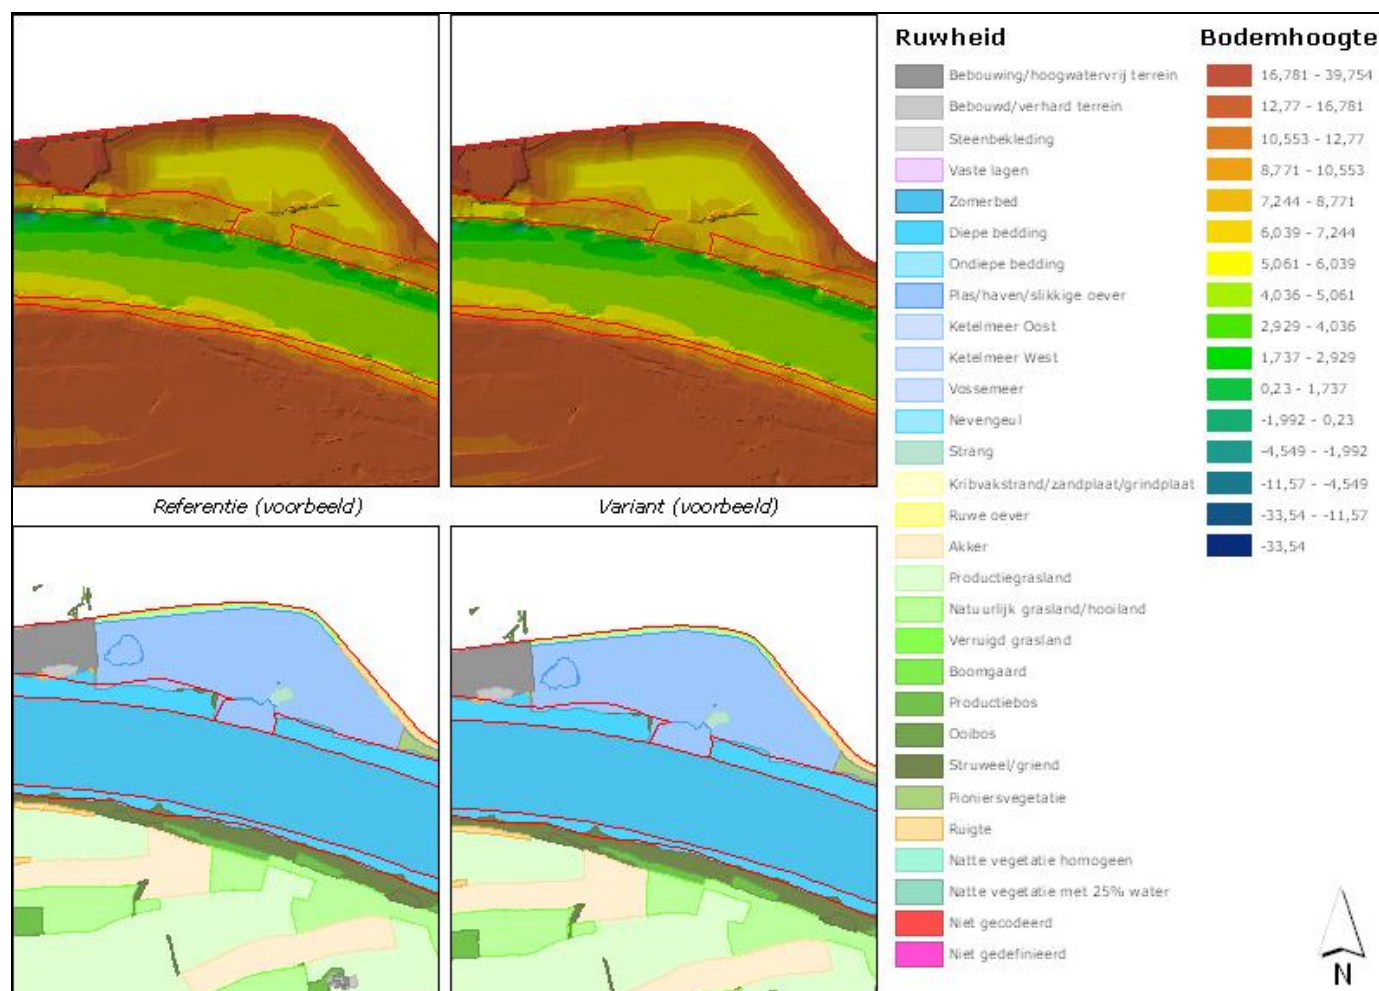 Ruwheid
Bebouwing/hoogwatervrij terrein
Bebouwd/verhard terrein
Steenbekleding
Vaste lagen
Zomerbed
Diepe bedding
Ondiepe bedding
Plas/haven/slikkige oever
Ketelmeer Oost
Ketelmeer West
Vossemeer
Nevengeul
Strang
Kribvakstrand/zandplaat/grindplaat
Ruwe oever
Akker
Productiegrasland
Natuurlijk grasland/hooiland
Verruigd grasland
Boomgaard
Productiebos
Ooibos
Struweel/griend
Pioniersvegetatie
Ruigte
Natte vegetatie homogeen
Natte vegetatie met 25% water
Niet gecodeerd
Niet gedefinieerd
Bodemhoogte
16,781 - 39,754
12,77 - 16,781
10,553 - 12,77
8,771 - 10,553
7,244 - 8,771
6,039 - 7,244
5,061 - 6,039
4,036 - 5,061
2,929 - 4,036
1,737 - 2,929
0,23 - 1,737
-1,992 - 0,23
-4,549 - -1,992
-11,57 - -4,549
-33,54 - -11,57
-33,54
Referentie (voorbeeld)
Variant (voorbeeld)
N